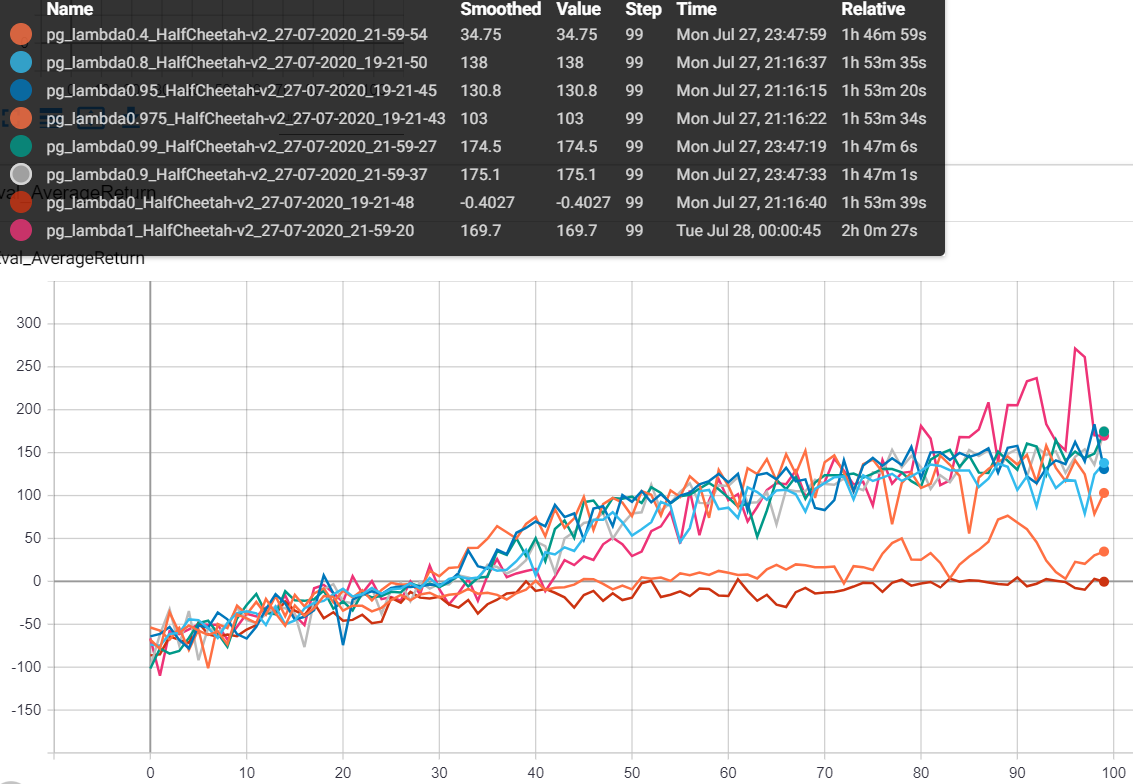 Name Smoothed Value Step Time Relative
pg_lambda0.4_HalfCheetah-v2_27-07-2020_21-59-54 34.75 34.75 99 Mon Jul 27, 23:47:59 1h 46m 59s
pg_lambda0.8_HalfCheetah-v2_27-07-2020_19-21-50 138 138 99 Mon Jul 27, 21:16:37 1h 53m 35s
pg_lambda0.95_HalfCheetah-v2_27-07-2020_19-21-45 130.8 130.8 99 Mon Jul 27, 21:16:15 1h 53m 20s
pg_lambda0.975_HalfCheetah-v2_27-07-2020_19-21-43 103 103 99 Mon Jul 27, 21:16:22 1h 53m 34s
pg_lambda0.99_HalfCheetah-v2_27-07-2020_21-59-27 174.5 174.5 99 Mon Jul 27, 23:47:19 1h 47m 6s
pg_lambda0.9_HalfCheetah-v2_27-07-2020_21-59-37 175.1 175.1 99 Mon Jul 27, 23:47:33 1h 47m 1s
val_AverageReturn
pg_lambda0_HalfCheetah-v2_27-07-2020_19-21-48 -0.4027 -0.4027 99 Mon Jul 27, 21:16:40 1h 53m 39s
pg_lambda1_HalfCheetah-v2_27-07-2020_21-59-20 169.7 169.7 99 Tue Jul 28, 00:00:45 2h 0m 27s
val_AverageReturn
300
250
200
150
100
50
0
-50
-100
-150
0 10 20 30 40 50 60 70 80 90 100